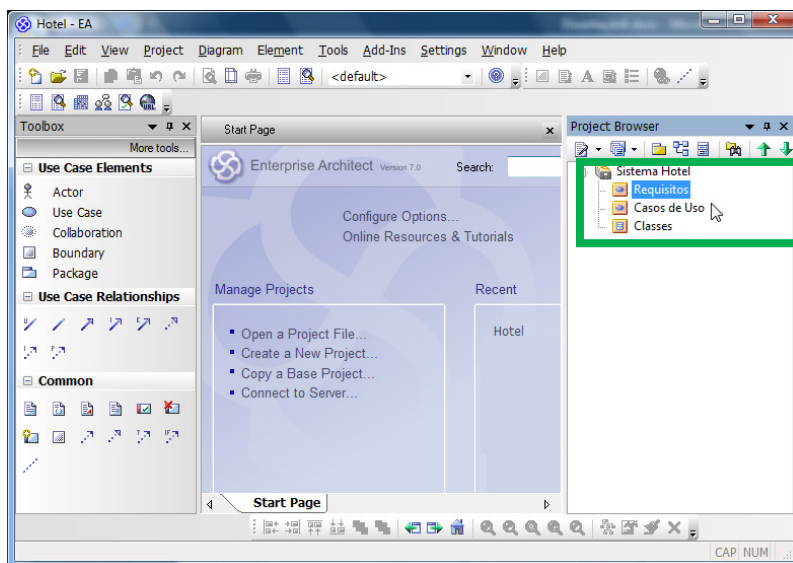 Hotel - EA
File Edit View Project Diagram Element Tools Add-Ins Settings Window Help
<default>
Toolbox
More tools...
Use Case Elements
Actor
Use Case
Collaboration
Boundary
Package
Use Case Relationships
Common
Start Page
Enterprise Architect Version 7.0 Search:
Configure Options...
Online Resources & Tutorials
Manage Projects
Recent
Open a Project File...
Create a New Project...
Copy a Base Project...
Connect to Server...
Hotel
Start Page
Project Browser
Sistema Hotel
Requisitos
Casos de Uso
Classes
CAP NUM